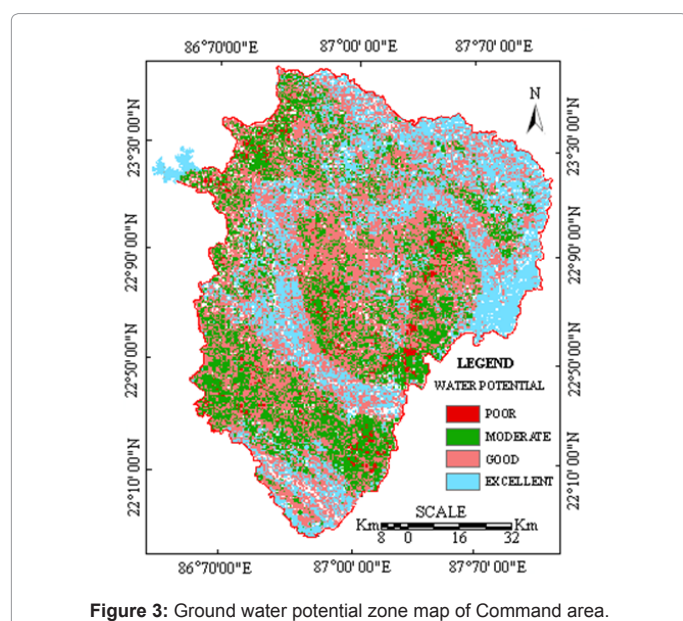 86°70'00"E 87°00' 00"E 87°70' 00"E
N
23°30' 00"N 23°30' 00"N
22°90' 00"N 22°90' 00"N
22°50' 00"N 22°50' 00"N
22°10' 00"N 22°10' 00"N
LEGEND
WATER POTENTIAL
POOR
MODERATE
GOOD
EXCELLENT
SCALE
Km Km
8 0 16 32
86°70' 00"E 87°00' 00"E 87°70' 00"E
Figure 3: Ground water potential zone map of Command area.